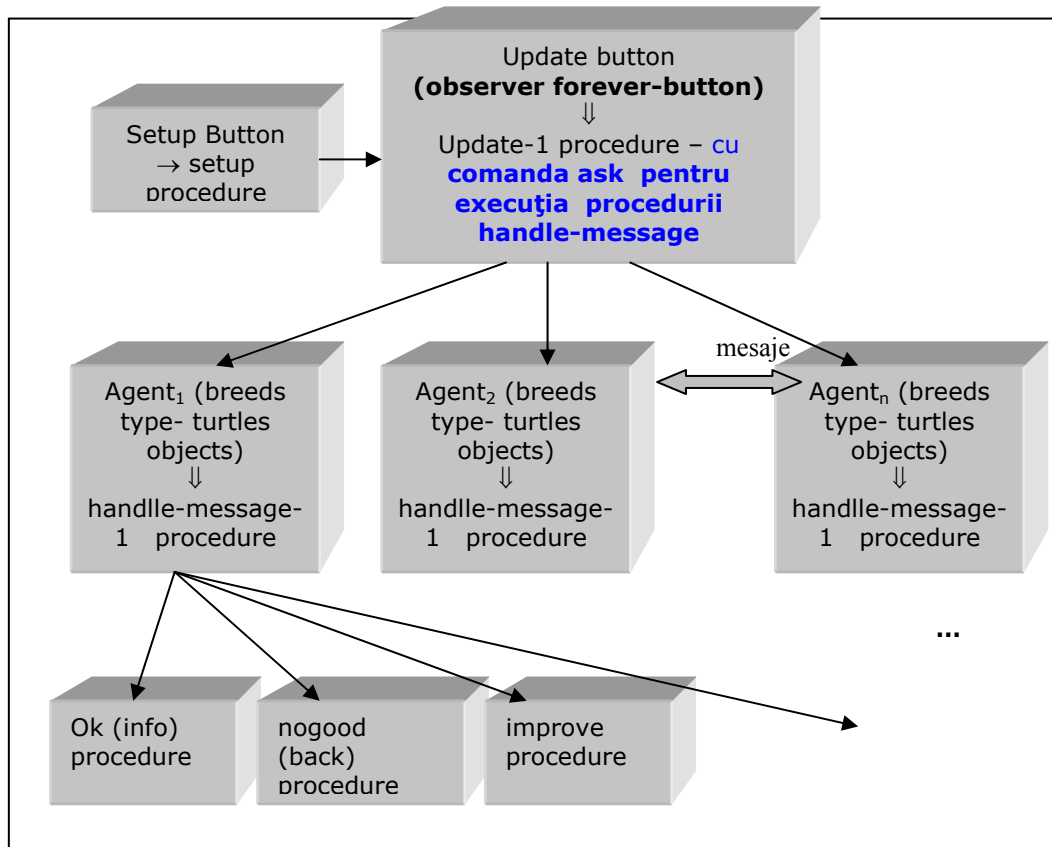 Update button
(observer forever-button)
⇓
Update-1 procedure – cu
comanda ask pentru
execuţia procedurii
handle-message
Setup Button
→ setup
procedure
mesaje
Agent₁ (breeds
type- turtles
objects)
⇓
handlle-message-
1 procedure
Agent₂ (breeds
type- turtles
objects)
⇓
handlle-message-
1 procedure
Agentₙ (breeds
type- turtles
objects)
⇓
handlle-message-
1 procedure
...
Ok (info)
procedure
nogood
(back)
procedure
improve
procedure